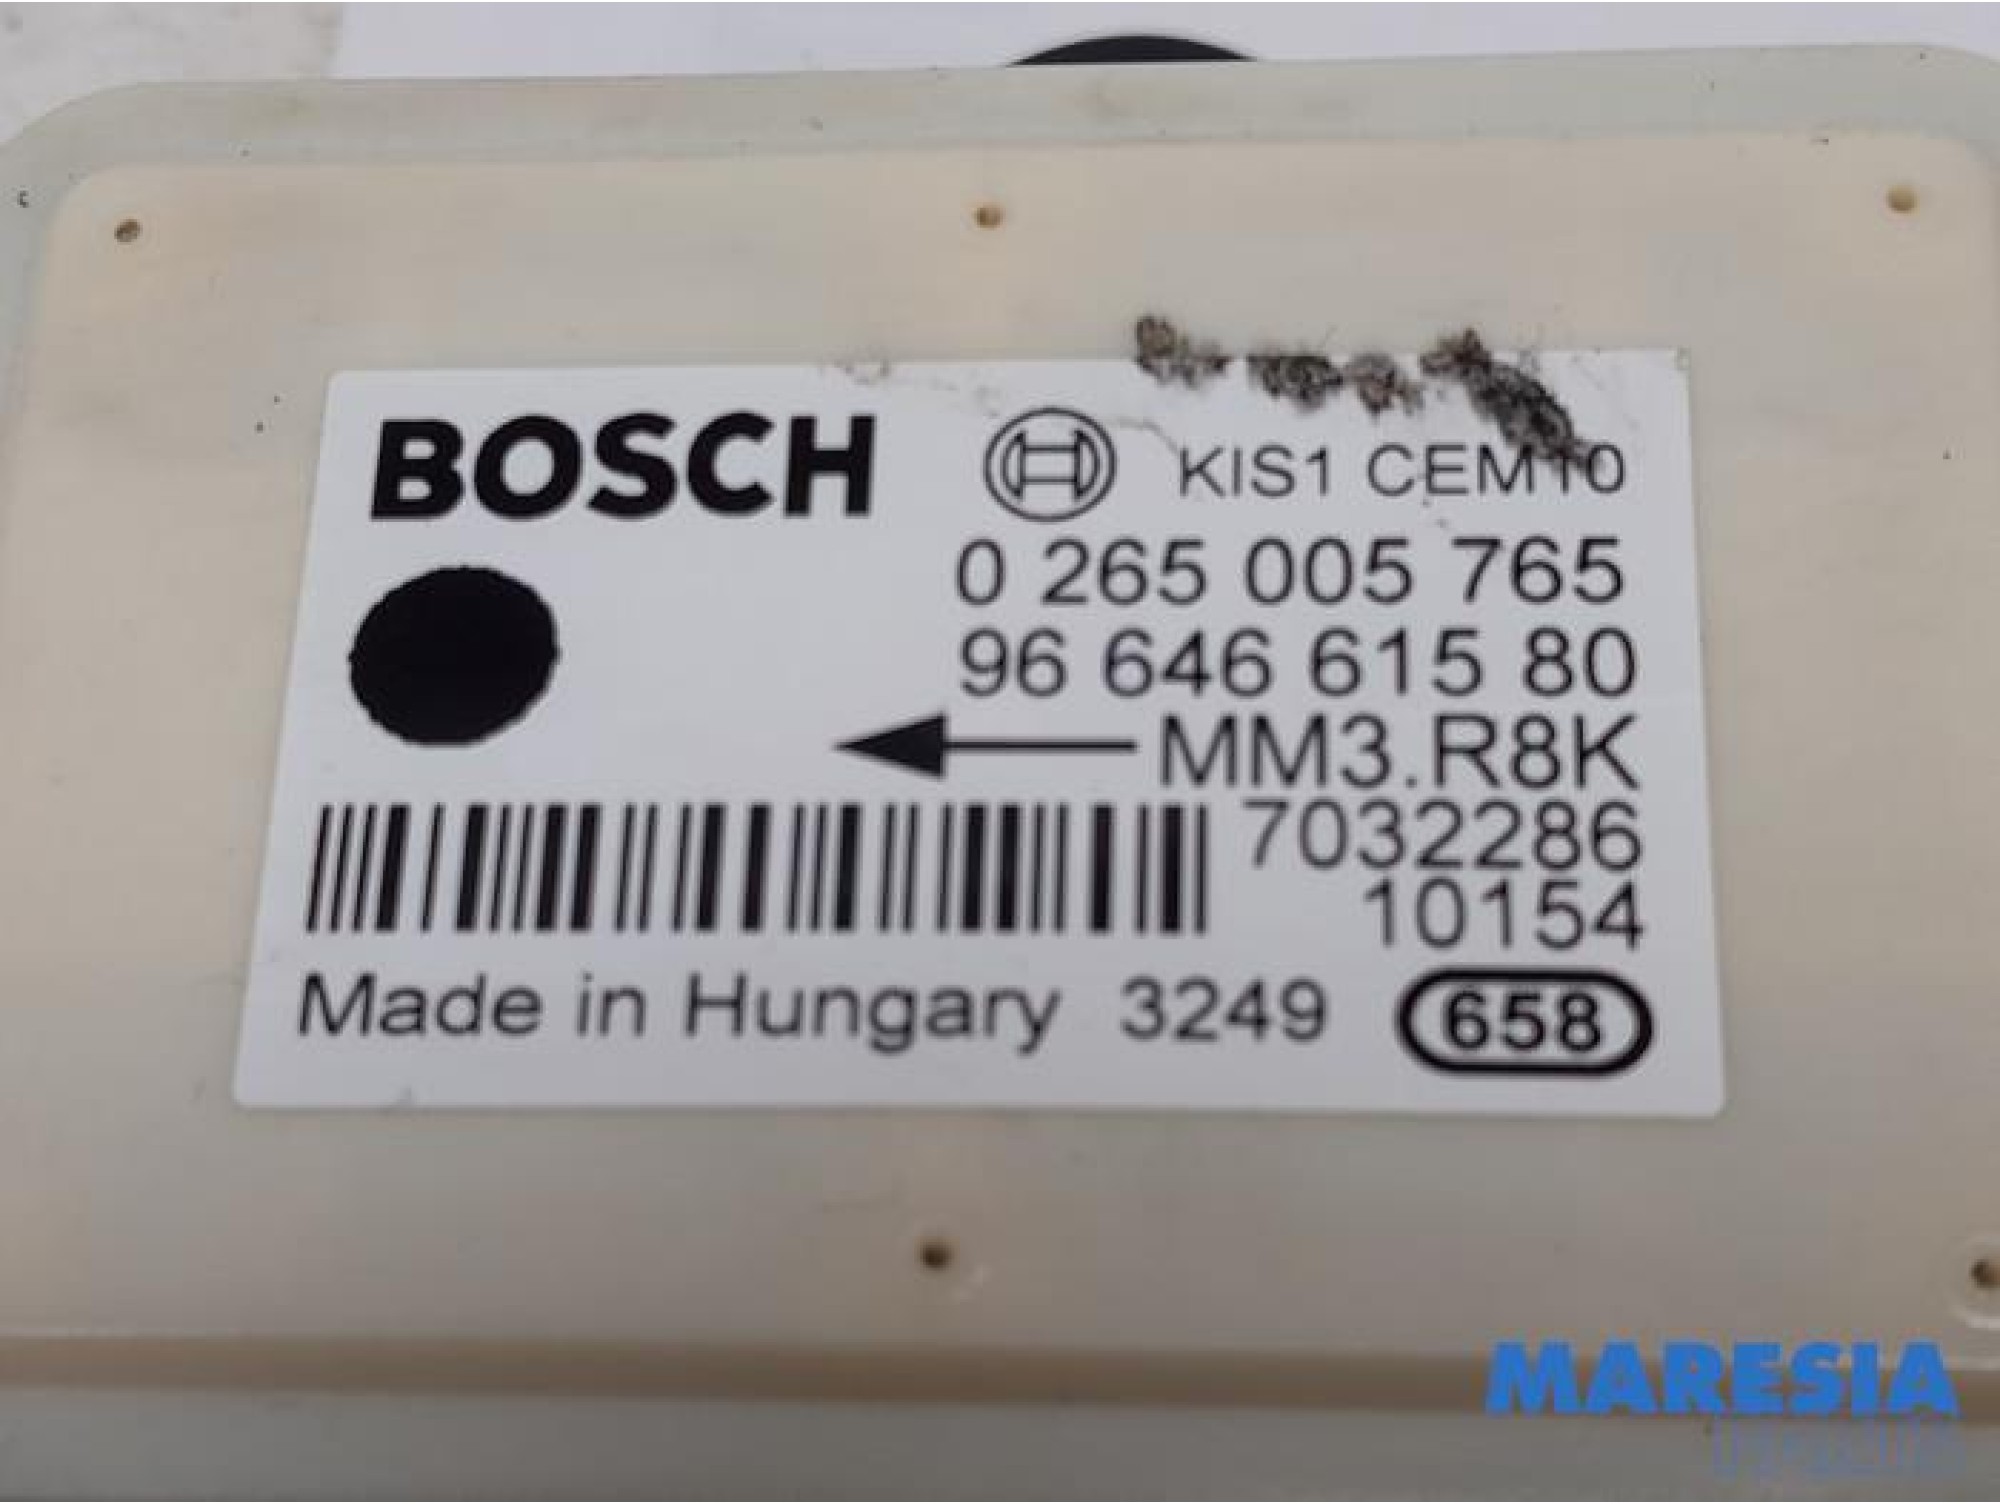 BOSCH KIS1 CEM10
0 265 005 765
96 646 615 80
MM3.R8K
7032286
10154
Made in Hungary 3249 658
MARESIA